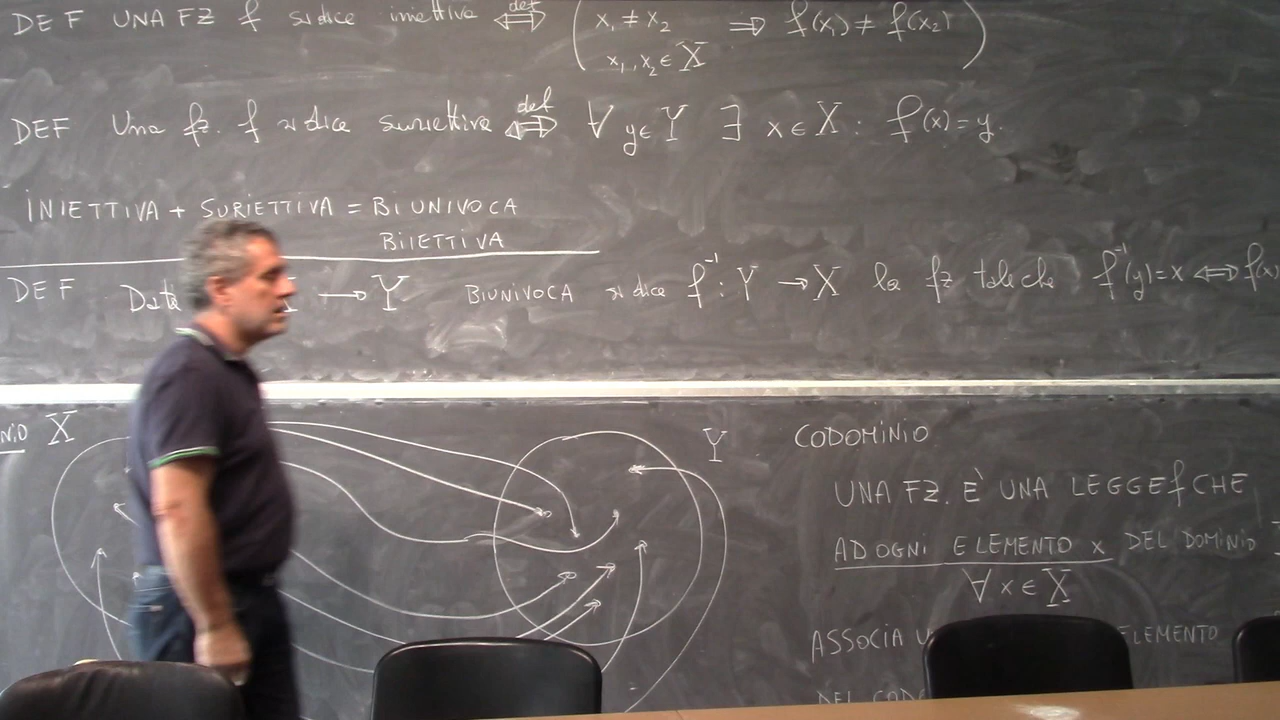 DEF UNA FZ f si dice iniettiva ⇔ def ( x₁ ≠ x₂ ⇒ f(x₁) ≠ f(x₂) )
x₁, x₂ ∈ X
DEF Una fz. f si dice suriettiva ⇔ def ∀ y ∈ Y ∃ x ∈ X : f(x) = y.
INIETTIVA + SURIETTIVA = BIUNIVOCA
BIIETTIVA
DEF Data → Y BIUNIVOCA si dice f⁻¹ : Y → X la fz tale che f⁻¹(y) = x ⇔ f(x)
X
Y
CODOMINIO
UNA FZ. E' UNA LEGGE f CHE
AD OGNI ELEMENTO x DEL DOMINIO
∀ x ∈ X
ASSOCIA ELEMENTO
DEL